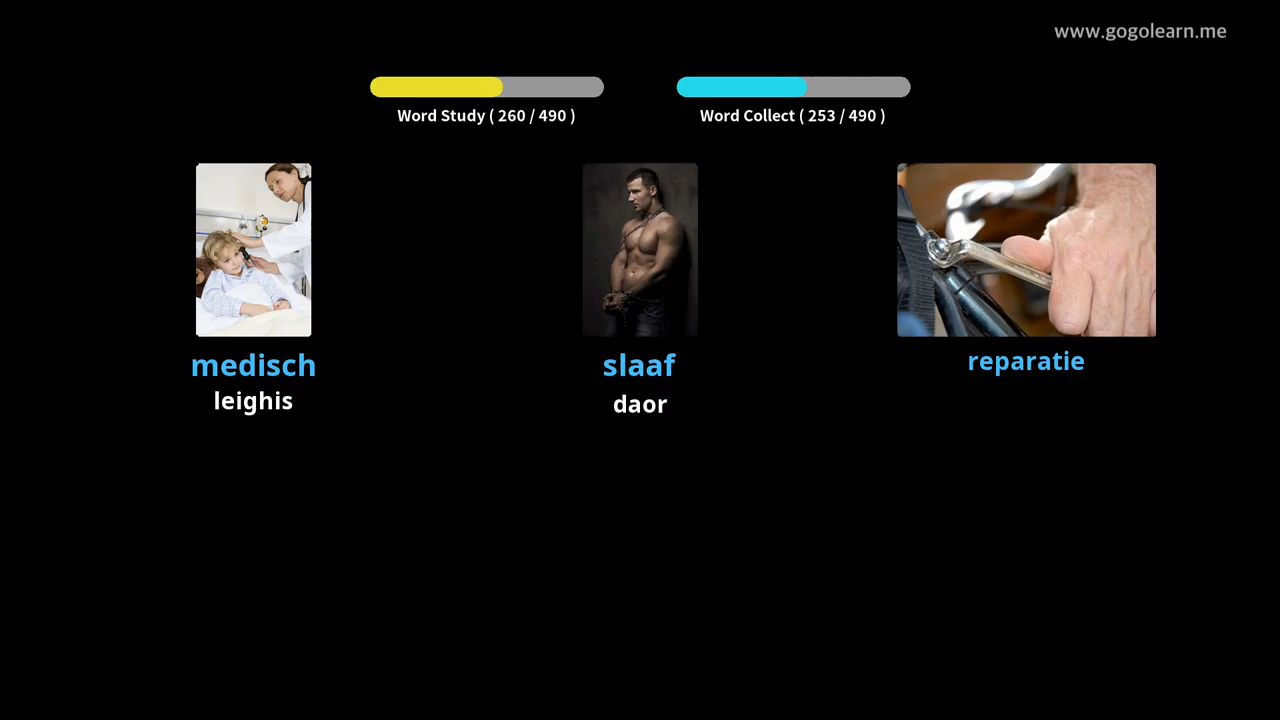 www.gogolearn.me
Word Study ( 260 / 490 )
Word Collect ( 253 / 490 )
medisch
leighis
slaaf
daor
reparatie